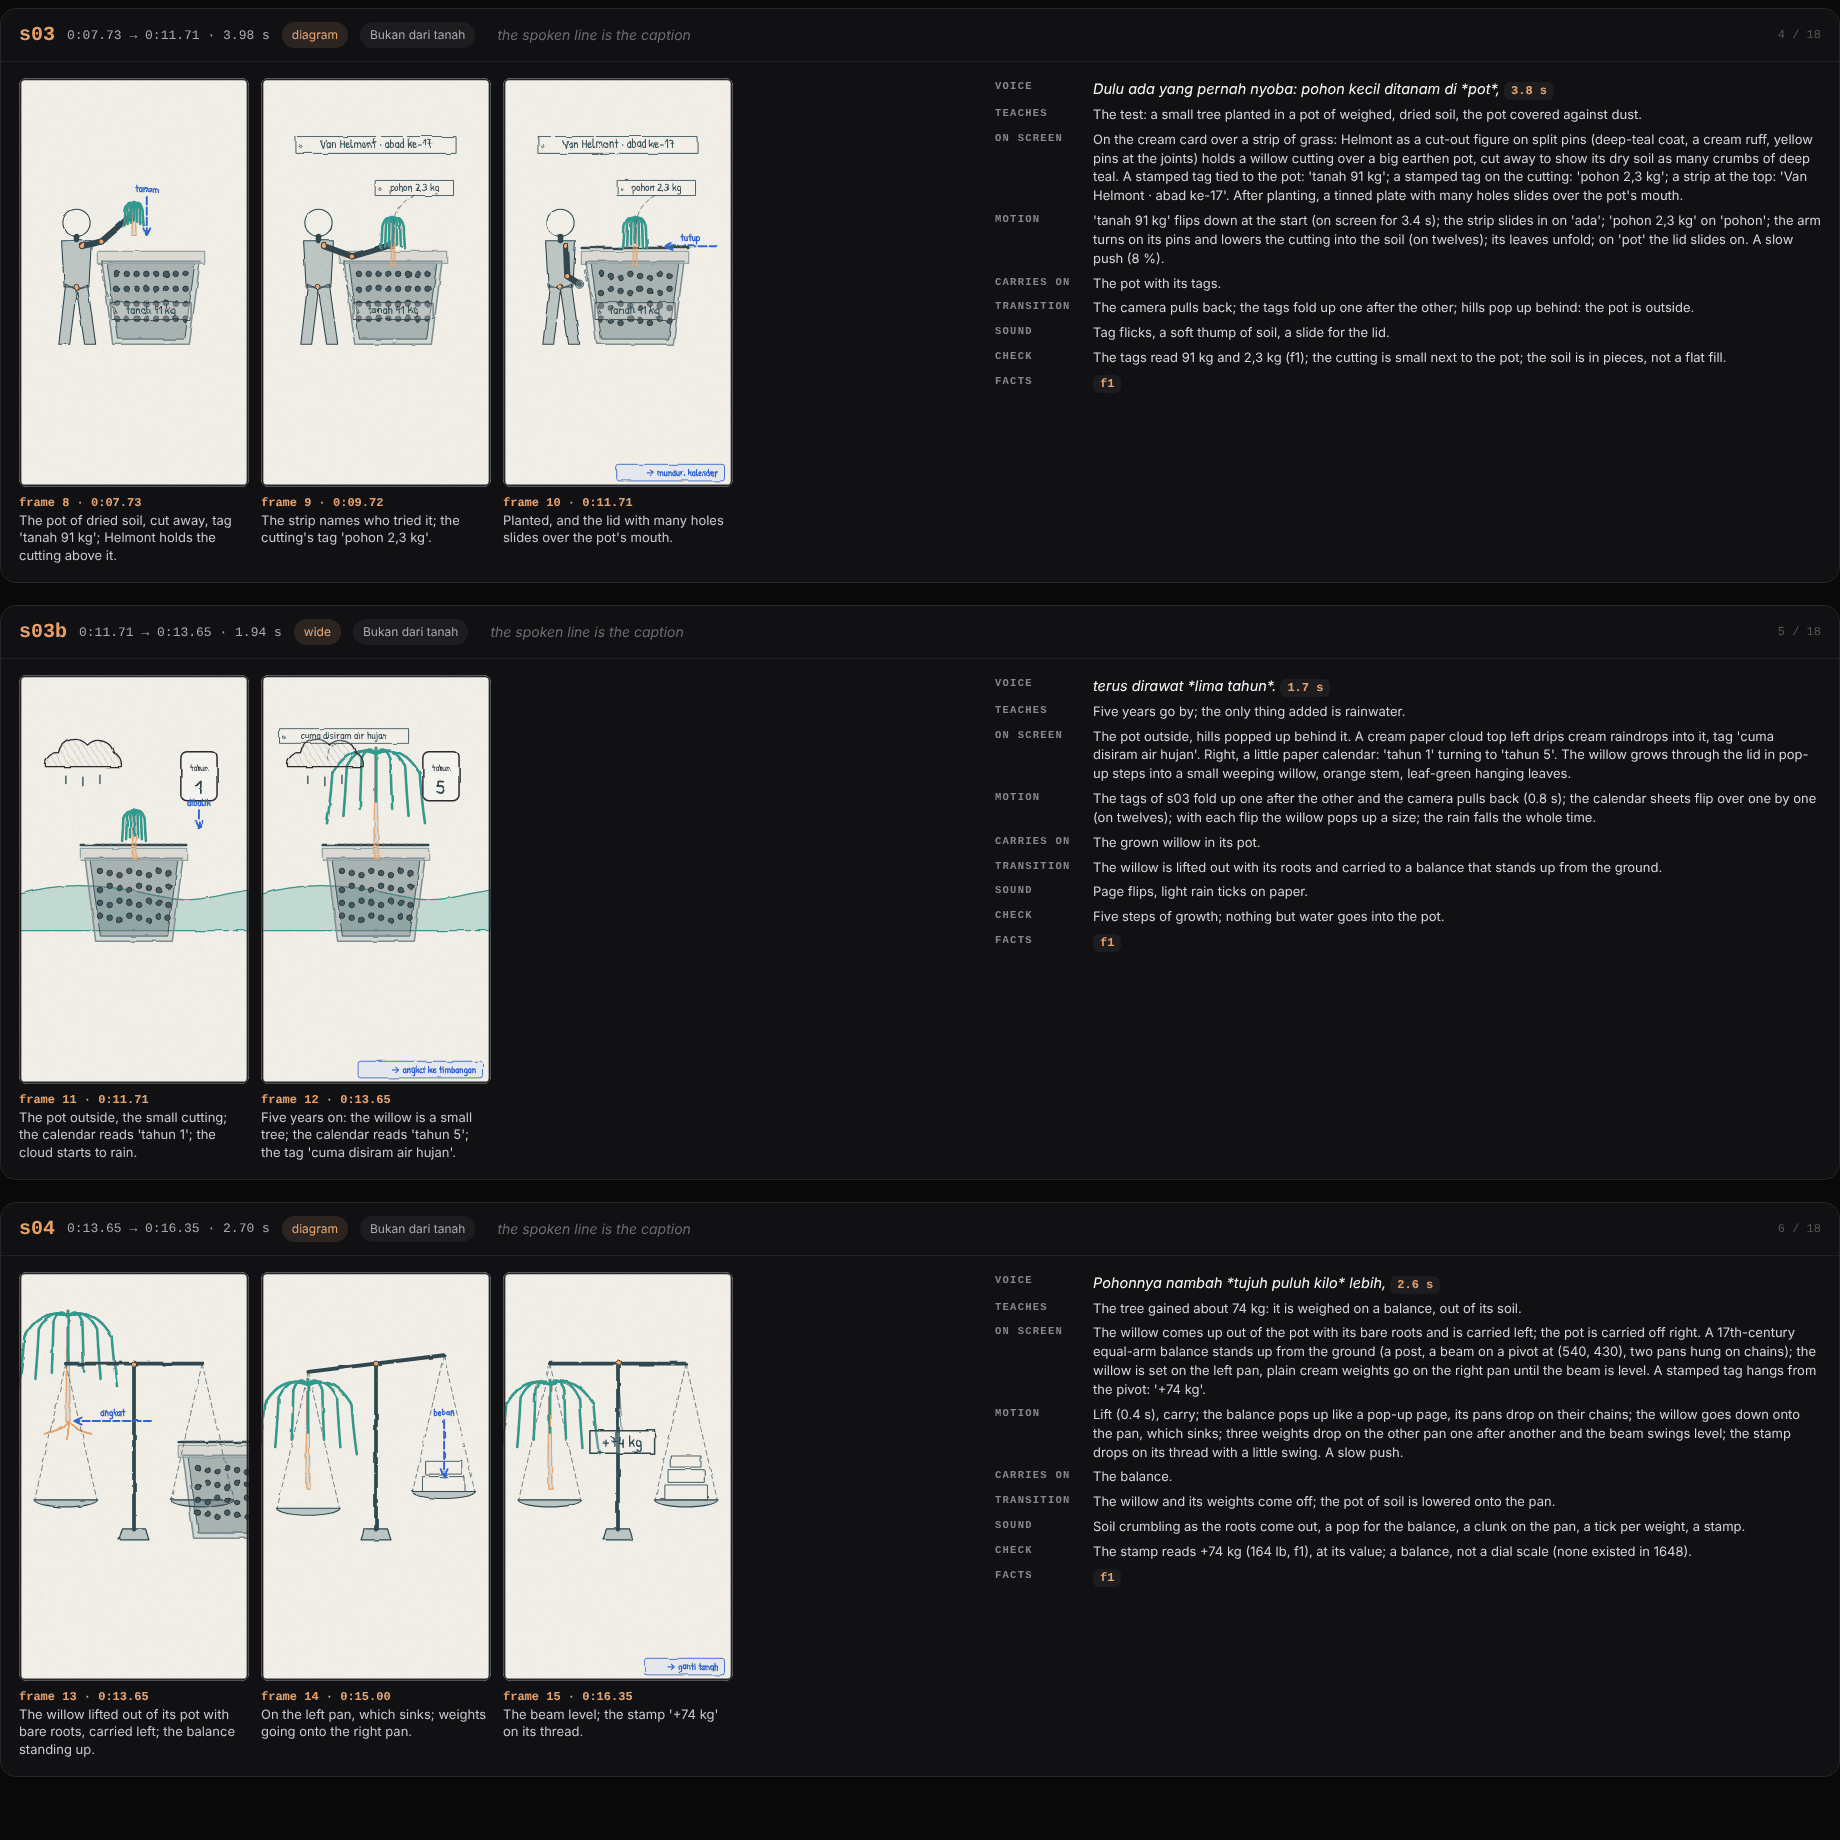 s03 0:07.73 → 0:11.71 · 3.98 s diagram Bukan dari tanah the spoken line is the caption 4 / 18
tanam
tanah 91 kg
Van Helmont · abad ke-17
pohon 2,3 kg
tanah 91 kg
Van Helmont · abad ke-17
pohon 2,3 kg
tutup
tanah 91 kg
→ mundur, kalender
frame 8 · 0:07.73
The pot of dried soil, cut away, tag
'tanah 91 kg'; Helmont holds the
cutting above it.
frame 9 · 0:09.72
The strip names who tried it; the
cutting's tag 'pohon 2,3 kg'.
frame 10 · 0:11.71
Planted, and the lid with many holes
slides over the pot's mouth.
VOICE Dulu ada yang pernah nyoba: pohon kecil ditanam di *pot*, 3.8 s
TEACHES The test: a small tree planted in a pot of weighed, dried soil, the pot covered against dust.
ON SCREEN On the cream card over a strip of grass: Helmont as a cut-out figure on split pins (deep-teal coat, a cream ruff, yellow
pins at the joints) holds a willow cutting over a big earthen pot, cut away to show its dry soil as many crumbs of deep
teal. A stamped tag tied to the pot: 'tanah 91 kg'; a stamped tag on the cutting: 'pohon 2,3 kg'; a strip at the top: 'Van
Helmont · abad ke-17'. After planting, a tinned plate with many holes slides over the pot's mouth.
MOTION 'tanah 91 kg' flips down at the start (on screen for 3.4 s); the strip slides in on 'ada'; 'pohon 2,3 kg' on 'pohon'; the arm
turns on its pins and lowers the cutting into the soil (on twelves); its leaves unfold; on 'pot' the lid slides on. A slow
push (8 %).
CARRIES ON The pot with its tags.
TRANSITION The camera pulls back; the tags fold up one after the other; hills pop up behind: the pot is outside.
SOUND Tag flicks, a soft thump of soil, a slide for the lid.
CHECK The tags read 91 kg and 2,3 kg (f1); the cutting is small next to the pot; the soil is in pieces, not a flat fill.
FACTS f1
s03b 0:11.71 → 0:13.65 · 1.94 s wide Bukan dari tanah the spoken line is the caption 5 / 18
tahun
1
dibalik
cuma disiram air hujan
tahun
5
→ angkat ke timbangan
frame 11 · 0:11.71
The pot outside, the small cutting;
the calendar reads 'tahun 1'; the
cloud starts to rain.
frame 12 · 0:13.65
Five years on: the willow is a small
tree; the calendar reads 'tahun 5';
the tag 'cuma disiram air hujan'.
VOICE terus dirawat *lima tahun*. 1.7 s
TEACHES Five years go by; the only thing added is rainwater.
ON SCREEN The pot outside, hills popped up behind it. A cream paper cloud top left drips cream raindrops into it, tag 'cuma
disiram air hujan'. Right, a little paper calendar: 'tahun 1' turning to 'tahun 5'. The willow grows through the lid in pop-
up steps into a small weeping willow, orange stem, leaf-green hanging leaves.
MOTION The tags of s03 fold up one after the other and the camera pulls back (0.8 s); the calendar sheets flip over one by one
(on twelves); with each flip the willow pops up a size; the rain falls the whole time.
CARRIES ON The grown willow in its pot.
TRANSITION The willow is lifted out with its roots and carried to a balance that stands up from the ground.
SOUND Page flips, light rain ticks on paper.
CHECK Five steps of growth; nothing but water goes into the pot.
FACTS f1
s04 0:13.65 → 0:16.35 · 2.70 s diagram Bukan dari tanah the spoken line is the caption 6 / 18
angkat
beban
+74 kg
→ ganti tanah
frame 13 · 0:13.65
The willow lifted out of its pot with
bare roots, carried left; the balance
standing up.
frame 14 · 0:15.00
On the left pan, which sinks; weights
going onto the right pan.
frame 15 · 0:16.35
The beam level; the stamp '+74 kg'
on its thread.
VOICE Pohonnya nambah *tujuh puluh kilo* lebih, 2.6 s
TEACHES The tree gained about 74 kg: it is weighed on a balance, out of its soil.
ON SCREEN The willow comes up out of the pot with its bare roots and is carried left; the pot is carried off right. A 17th-century
equal-arm balance stands up from the ground (a post, a beam on a pivot at (540, 430), two pans hung on chains); the
willow is set on the left pan, plain cream weights go on the right pan until the beam is level. A stamped tag hangs from
the pivot: '+74 kg'.
MOTION Lift (0.4 s), carry; the balance pops up like a pop-up page, its pans drop on their chains; the willow goes down onto
the pan, which sinks; three weights drop on the other pan one after another and the beam swings level; the stamp
drops on its thread with a little swing. A slow push.
CARRIES ON The balance.
TRANSITION The willow and its weights come off; the pot of soil is lowered onto the pan.
SOUND Soil crumbling as the roots come out, a pop for the balance, a clunk on the pan, a tick per weight, a stamp.
CHECK The stamp reads +74 kg (164 lb, f1), at its value; a balance, not a dial scale (none existed in 1648).
FACTS f1